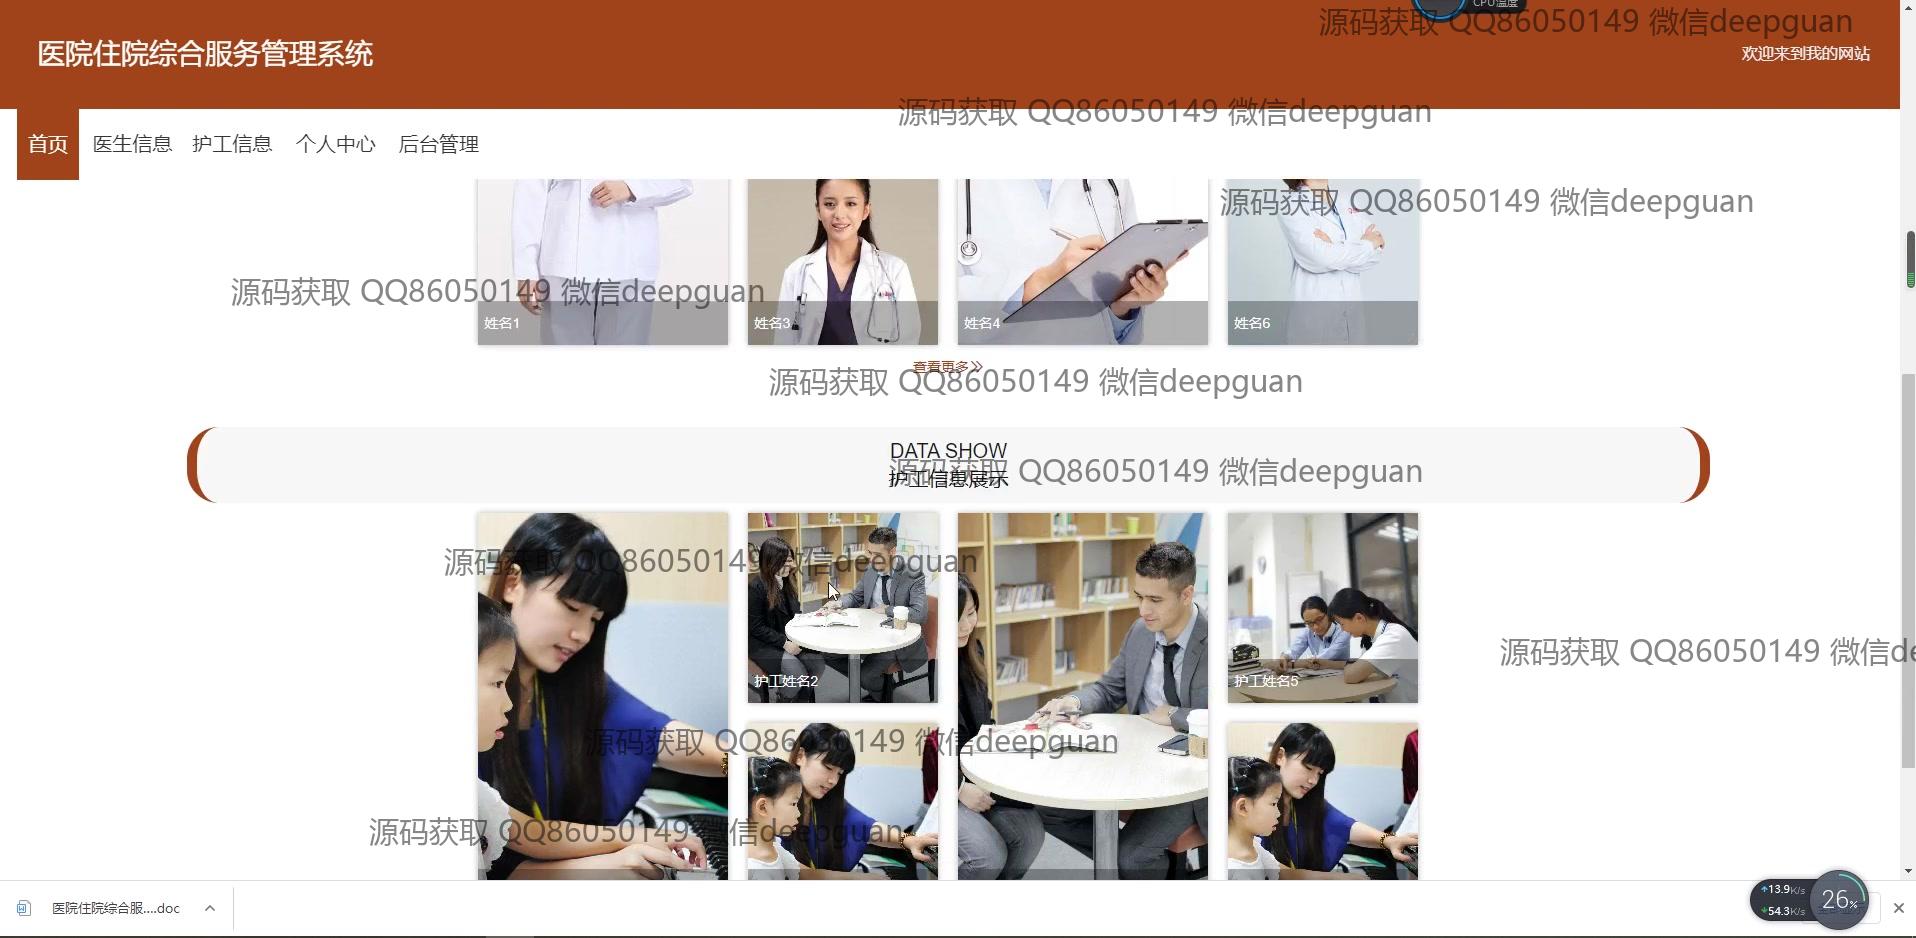 CPU温度
源码获取 QQ86050149 微信deepguan
医院住院综合服务管理系统
欢迎来到我的网站
源码获取 QQ86050149 微信deepguan
首页 医生信息 护工信息 个人中心 后台管理
源码获取 QQ86050149 微信deepguan
源码获取 QQ86050149 微信deepguan
姓名1 姓名3 姓名4 姓名6
查看更多
源码获取 QQ86050149 微信deepguan
DATA SHOW
源码获取 QQ86050149 微信deepguan
护工信息展示
源码获取 QQ86050149 微信deepguan
源码获取 QQ86050149 微信de
护工姓名2 护工姓名5
源码获取 QQ86050149 微信deepguan
源码获取 QQ86050149 微信deepguan
13.9K/s
医院住院综合服....doc
26%
54.3K/s